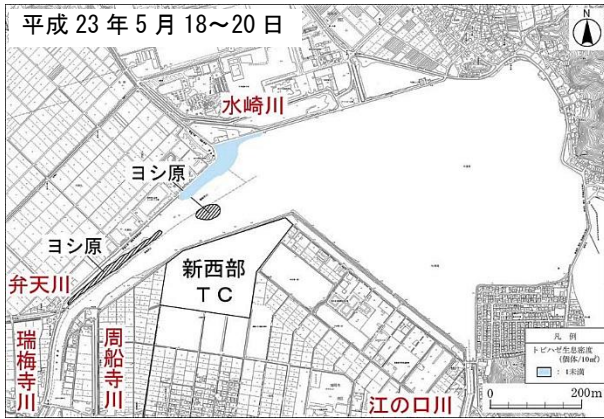 平成 23 年 5 月 18～20 日
N
水崎川
ヨシ原
ヨシ原
弁天川
新西部
ＴＣ
瑞梅寺川
周船寺川
江の口川
凡 例
トビハゼ生息密度
(個体/10㎡)
：1未満
0 200m